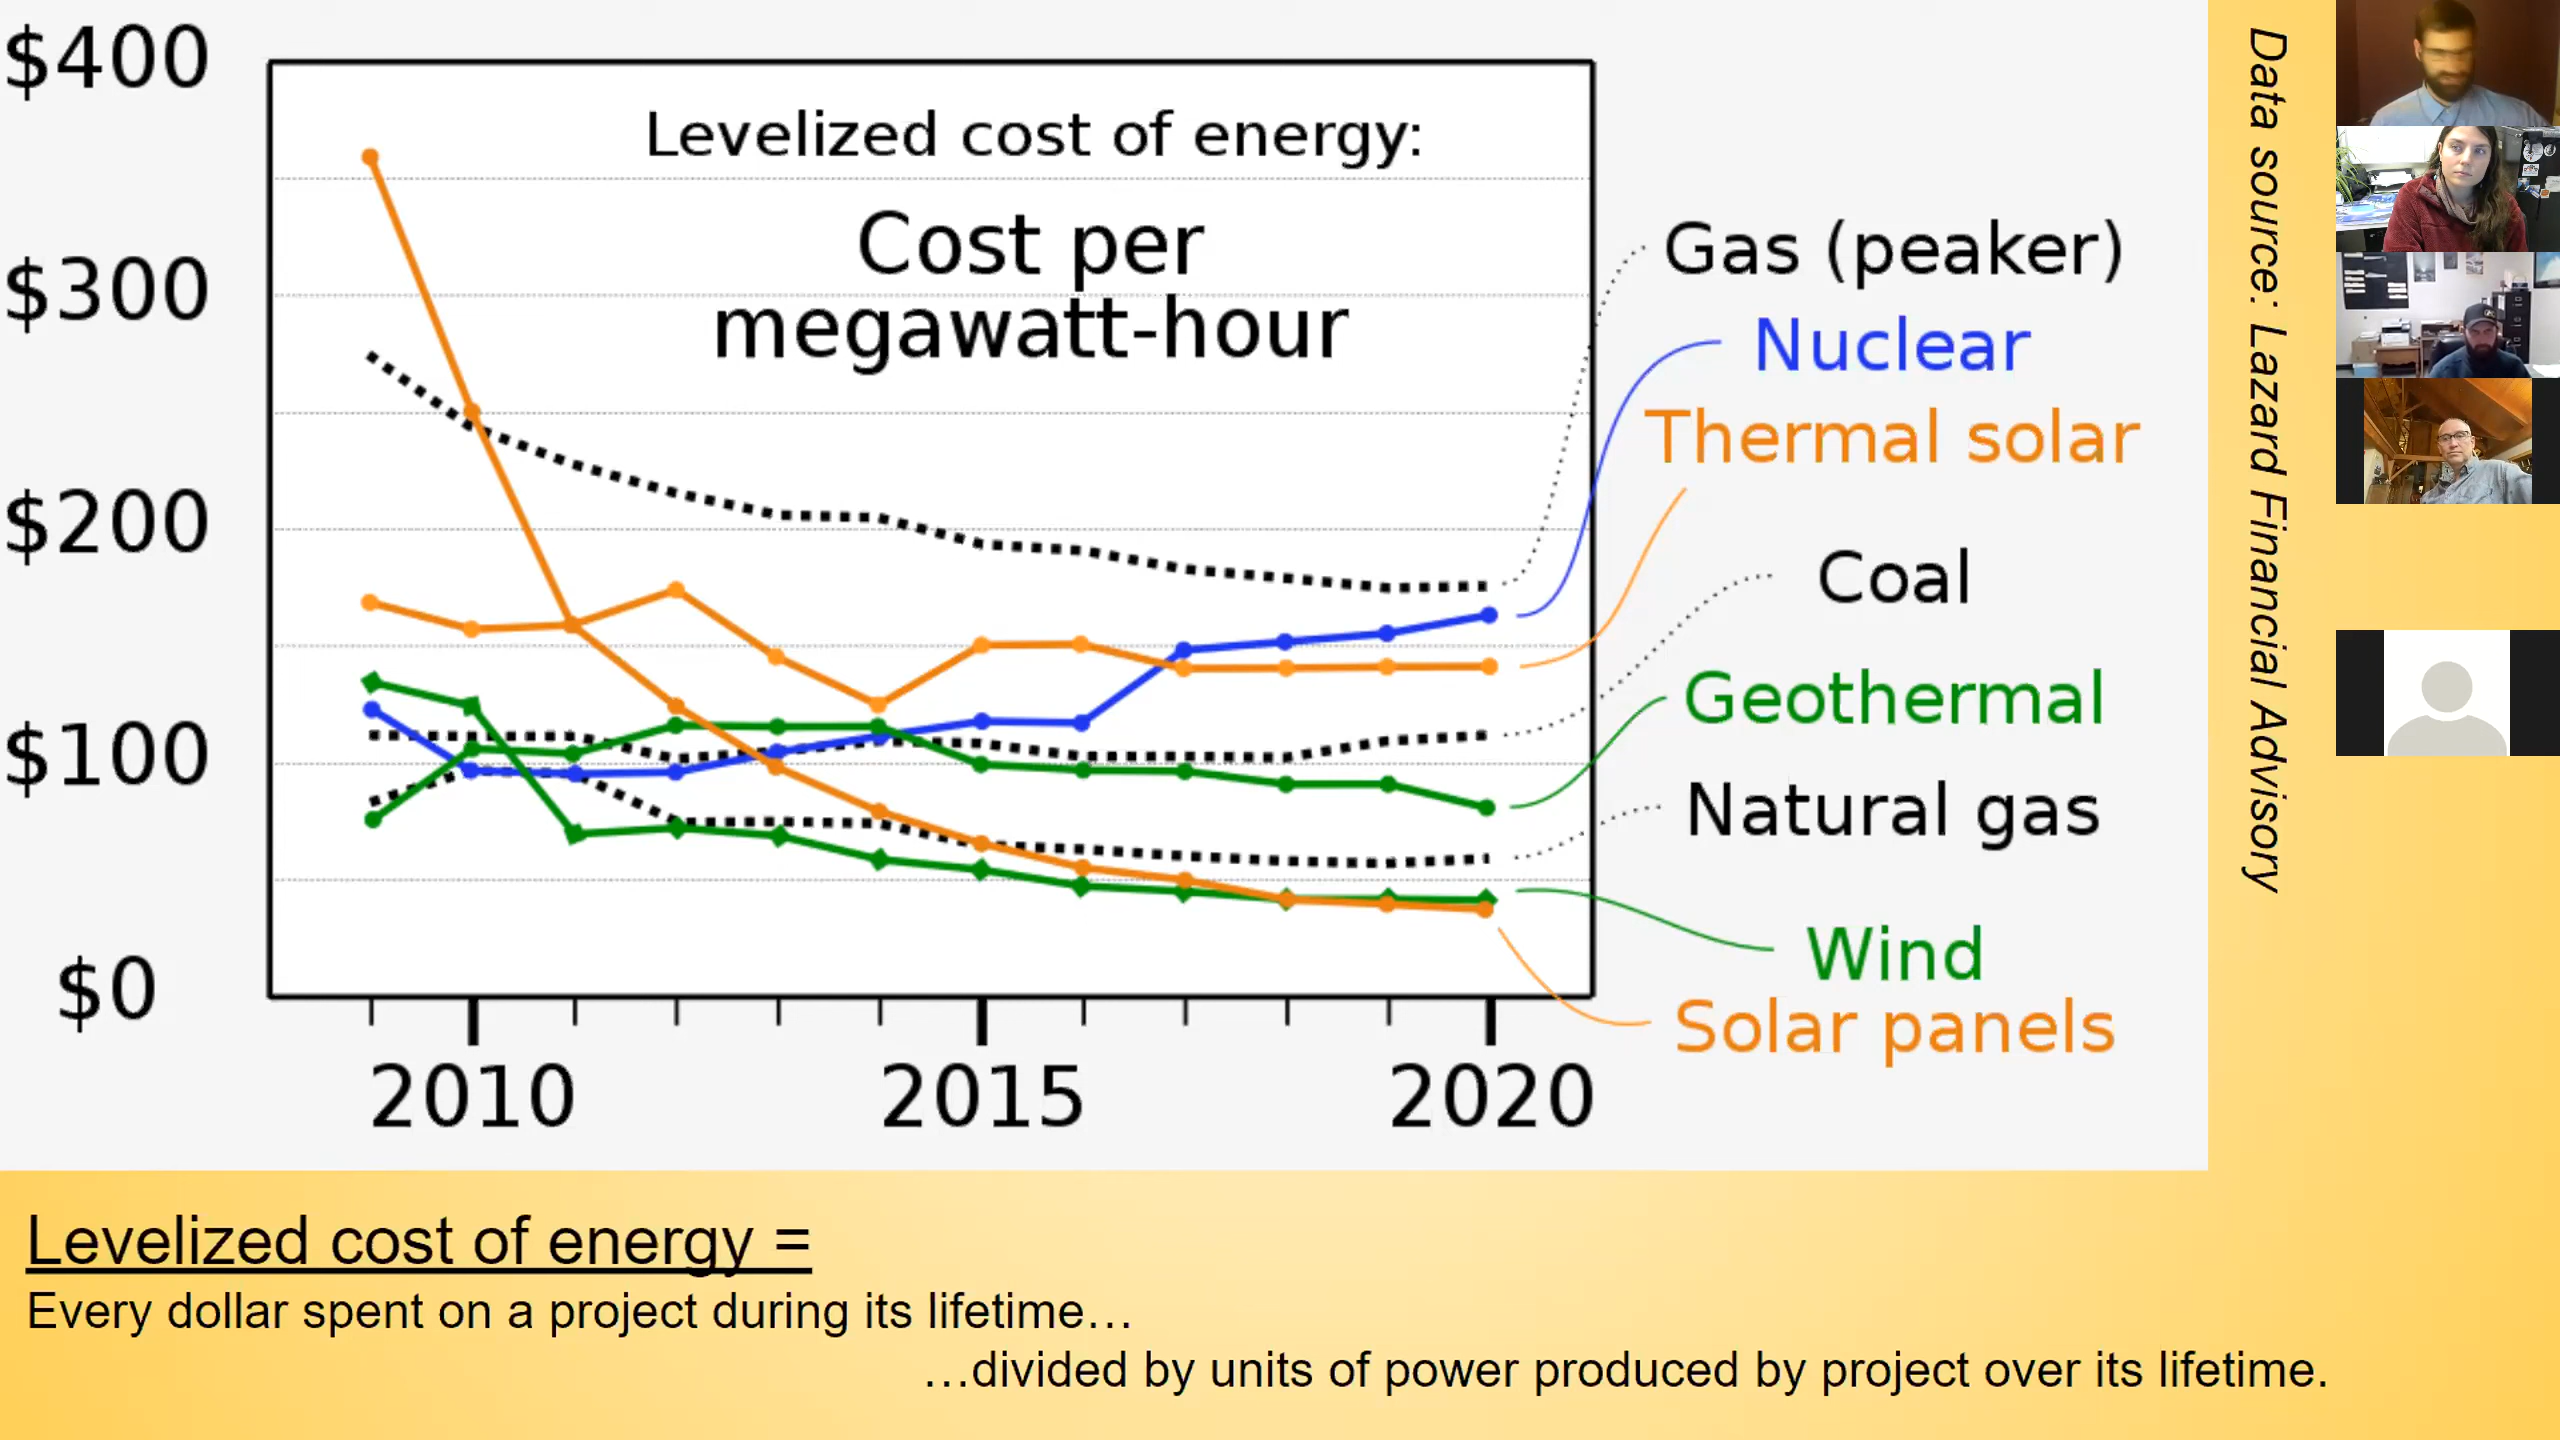 $400
$300
$200
$100
$0
Levelized cost of energy:
Cost per
megawatt-hour
Gas (peaker)
Nuclear
Thermal solar
Coal
Geothermal
Natural gas
Wind
Solar panels
2010 2015 2020
Data source: Lazard Financial Advisory
Levelized cost of energy =
Every dollar spent on a project during its lifetime…
…divided by units of power produced by project over its lifetime.